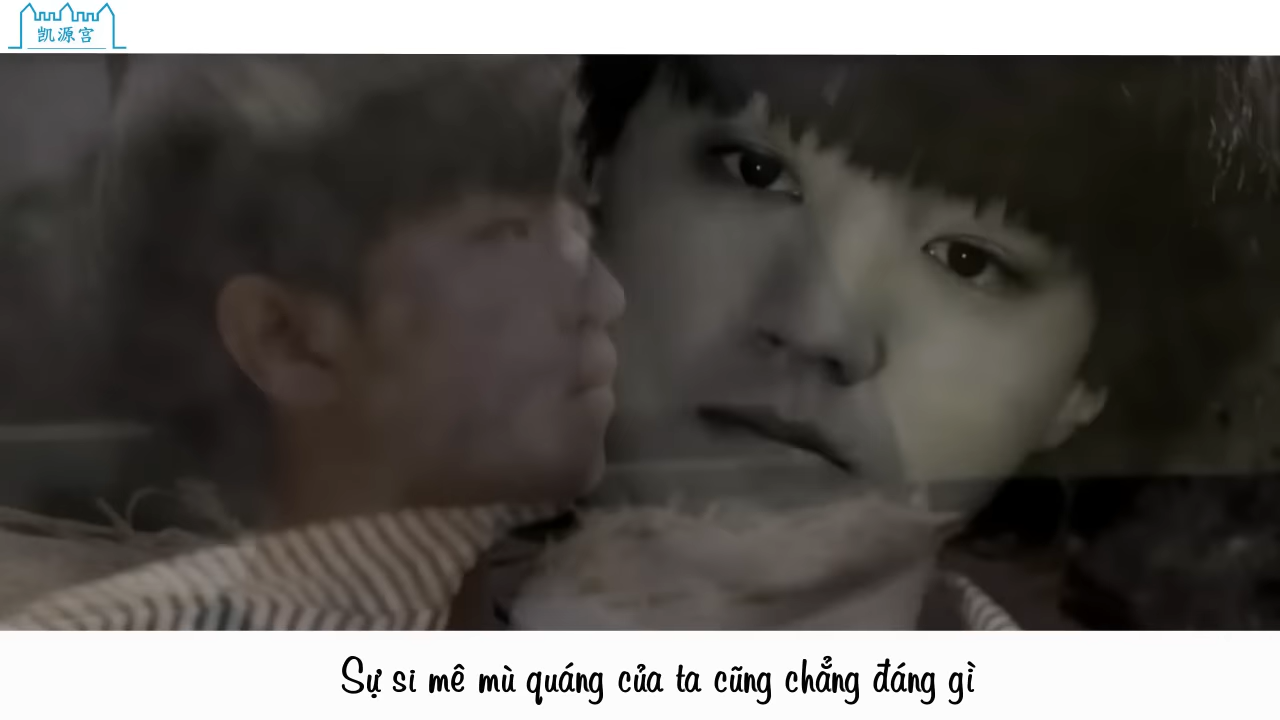 凯源宫
Sự si mê mù quáng của ta cũng chẳng đáng gì